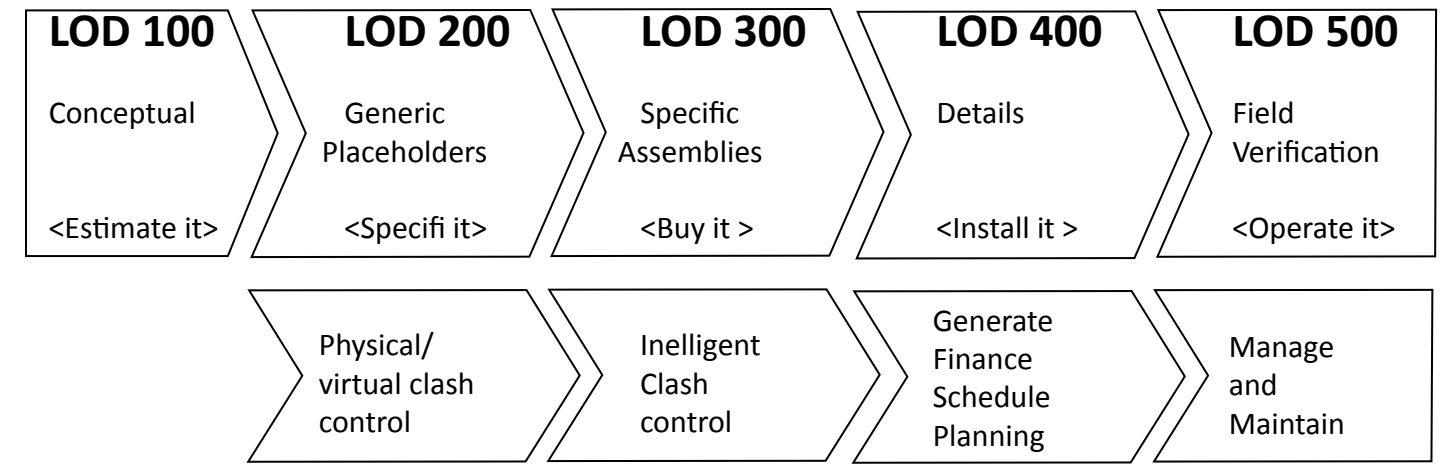 LOD 100
Conceptual
<Estimate it>
LOD 200
Generic
Placeholders
<Specifi it>
LOD 300
Specific
Assemblies
<Buy it >
LOD 400
Details
<Install it >
LOD 500
Field
Verification
<Operate it>
Physical/
virtual clash
control
Inelligent
Clash
control
Generate
Finance
Schedule
Planning
Manage
and
Maintain